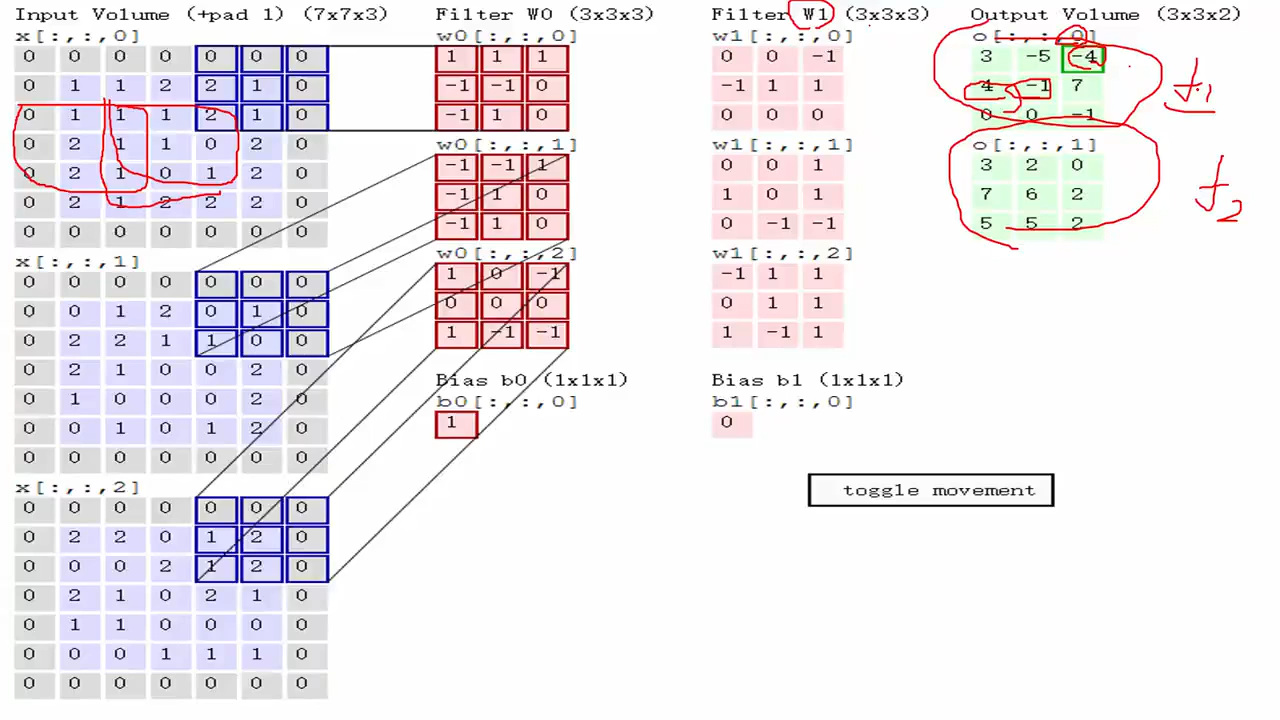 Input Volume (+pad 1) (7x7x3)
x[:,:,0]
0 0 0 0 0 0 0
0 1 1 2 2 1 0
0 1 1 1 2 1 0
0 2 1 1 0 2 0
0 2 1 0 1 2 0
0 2 1 2 2 2 0
0 0 0 0 0 0 0
x[:,:,1]
0 0 0 0 0 0 0
0 0 1 2 0 1 0
0 2 2 1 1 0 0
0 2 1 0 0 2 0
0 1 0 0 0 2 0
0 0 1 0 1 2 0
0 0 0 0 0 0 0
x[:,:,2]
0 0 0 0 0 0 0
0 2 2 0 1 2 0
0 0 0 2 1 2 0
0 2 1 0 2 1 0
0 1 1 0 0 0 0
0 0 0 1 1 1 0
0 0 0 0 0 0 0
Filter W0 (3x3x3)
w0[:,:,0]
1 1 1
-1 -1 0
-1 1 0
w0[:,:,1]
-1 -1 1
-1 1 0
-1 1 0
w0[:,:,2]
1 0 -1
0 0 0
1 -1 -1
Bias b0 (1x1x1)
b0[:,:,0]
1
Filter W1 (3x3x3)
w1[:,:,0]
0 0 -1
-1 1 1
0 0 0
w1[:,:,1]
0 0 1
1 0 1
0 -1 -1
w1[:,:,2]
-1 1 1
0 1 1
1 -1 1
Bias b1 (1x1x1)
b1[:,:,0]
0
Output Volume (3x3x2)
o[:,:,0]
3 -5 -4
4 -1 7
0 0 -1
f1
o[:,:,1]
3 2 0
7 6 2
5 5 2
f2
toggle movement